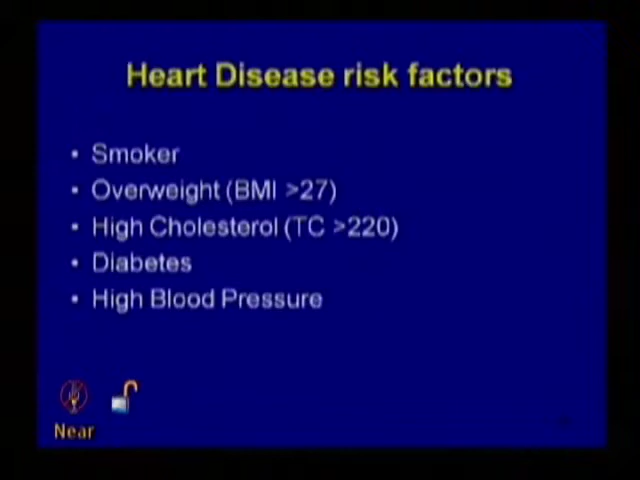 Heart Disease risk factors
• Smoker
• Overweight (BMI >27)
• High Cholesterol (TC >220)
• Diabetes
• High Blood Pressure
Near